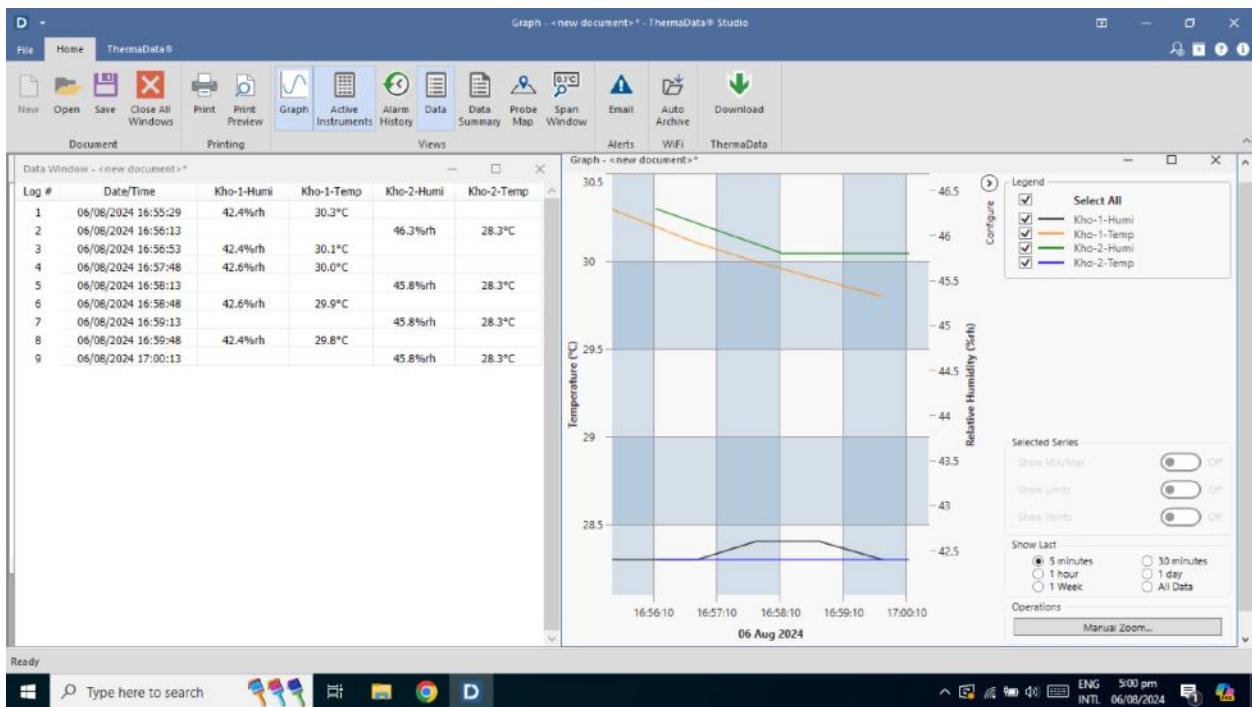 D
Graph - <new document>* - ThermaData® Studio
File Home ThermaData®
New Open Save Close All Windows Print Print Preview Graph Active Instruments Alarm History Data Data Summary Probe Map Span Window Email Auto Archive Download
Document Printing Views Alerts WiFi ThermaData
Data Window - <new document>*
Log # Date/Time Kho-1-Humi Kho-1-Temp Kho-2-Humi Kho-2-Temp
1 06/08/2024 16:55:29 42.4%rh 30.3°C
2 06/08/2024 16:56:13 46.3%rh 28.3°C
3 06/08/2024 16:56:53 42.4%rh 30.1°C
4 06/08/2024 16:57:48 42.6%rh 30.0°C
5 06/08/2024 16:58:13 45.8%rh 28.3°C
6 06/08/2024 16:58:48 42.6%rh 29.9°C
7 06/08/2024 16:59:13 45.8%rh 28.3°C
8 06/08/2024 16:59:48 42.4%rh 29.8°C
9 06/08/2024 17:00:13 45.8%rh 28.3°C
Graph - <new document>*
Temperature (°C)
30.5
30
29.5
29
28.5
16:56:10 16:57:10 16:58:10 16:59:10 17:00:10
06 Aug 2024
46.5
46
45.5
45
44.5
44
43.5
43
42.5
Relative Humidity (%rh)
Configure
Legend
Select All
Kho-1-Humi
Kho-1-Temp
Kho-2-Humi
Kho-2-Temp
Selected Series
Show Min/Max Off
Show Limits Off
Show Points Off
Show Last
5 minutes 30 minutes
1 hour 1 day
1 Week All Data
Operations
Manual Zoom...
Ready
Type here to search
D
ENG 5:00 pm
INTL 06/08/2024